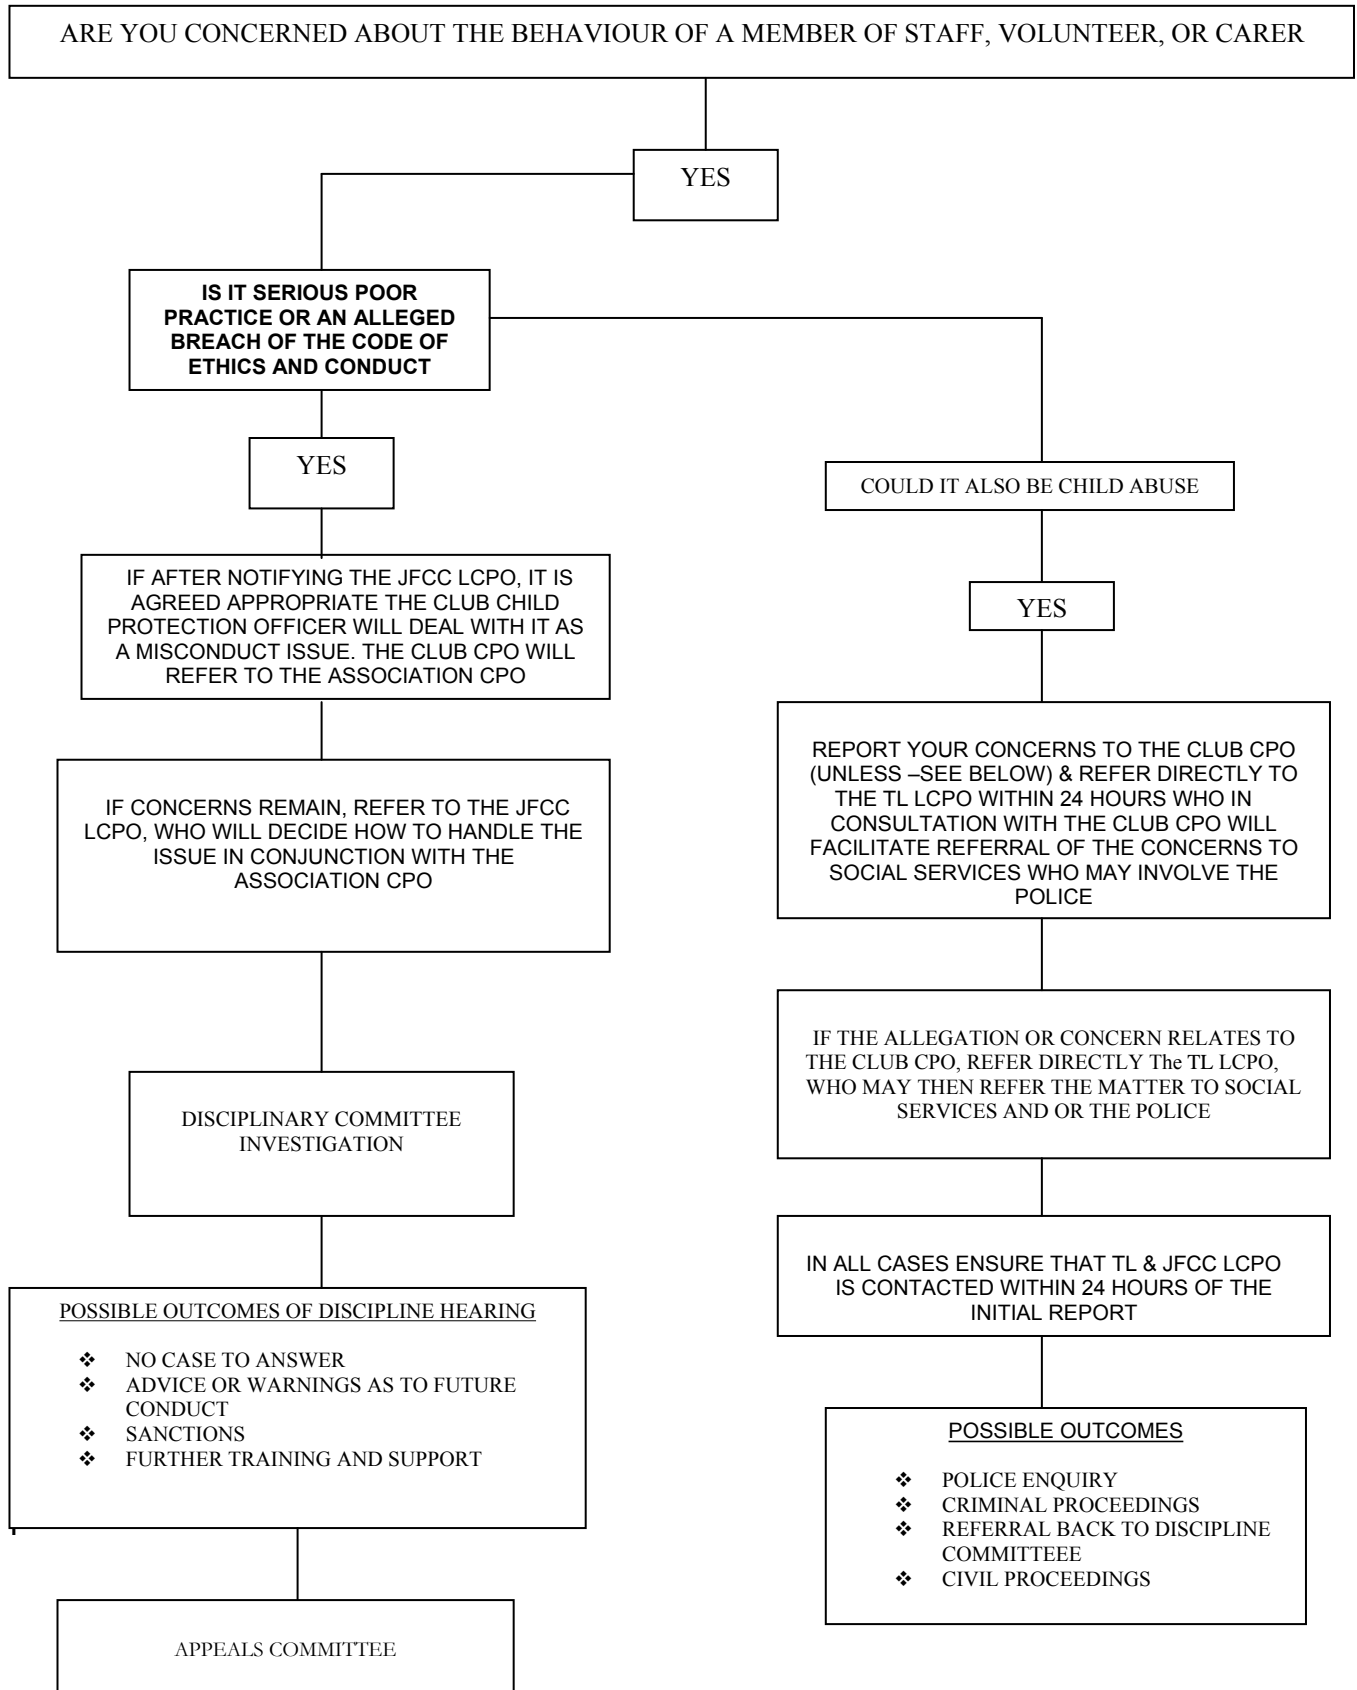 ARE YOU CONCERNED ABOUT THE BEHAVIOUR OF A MEMBER OF STAFF, VOLUNTEER, OR CARER
YES
IS IT SERIOUS POOR
PRACTICE OR AN ALLEGED
BREACH OF THE CODE OF
ETHICS AND CONDUCT
YES
IF AFTER NOTIFYING THE JFCC LCPO, IT IS
AGREED APPROPRIATE THE CLUB CHILD
PROTECTION OFFICER WILL DEAL WITH IT AS
A MISCONDUCT ISSUE. THE CLUB CPO WILL
REFER TO THE ASSOCIATION CPO
IF CONCERNS REMAIN, REFER TO THE JFCC
LCPO, WHO WILL DECIDE HOW TO HANDLE THE
ISSUE IN CONJUNCTION WITH THE
ASSOCIATION CPO
DISCIPLINARY COMMITTEE
INVESTIGATION
POSSIBLE OUTCOMES OF DISCIPLINE HEARING
❖ NO CASE TO ANSWER
❖ ADVICE OR WARNINGS AS TO FUTURE
CONDUCT
❖ SANCTIONS
❖ FURTHER TRAINING AND SUPPORT
APPEALS COMMITTEE
COULD IT ALSO BE CHILD ABUSE
YES
REPORT YOUR CONCERNS TO THE CLUB CPO
(UNLESS –SEE BELOW) & REFER DIRECTLY TO
THE TL LCPO WITHIN 24 HOURS WHO IN
CONSULTATION WITH THE CLUB CPO WILL
FACILITATE REFERRAL OF THE CONCERNS TO
SOCIAL SERVICES WHO MAY INVOLVE THE
POLICE
IF THE ALLEGATION OR CONCERN RELATES TO
THE CLUB CPO, REFER DIRECTLY The TL LCPO,
WHO MAY THEN REFER THE MATTER TO SOCIAL
SERVICES AND OR THE POLICE
IN ALL CASES ENSURE THAT TL & JFCC LCPO
IS CONTACTED WITHIN 24 HOURS OF THE
INITIAL REPORT
POSSIBLE OUTCOMES
❖ POLICE ENQUIRY
❖ CRIMINAL PROCEEDINGS
❖ REFERRAL BACK TO DISCIPLINE
COMMITTEEE
❖ CIVIL PROCEEDINGS